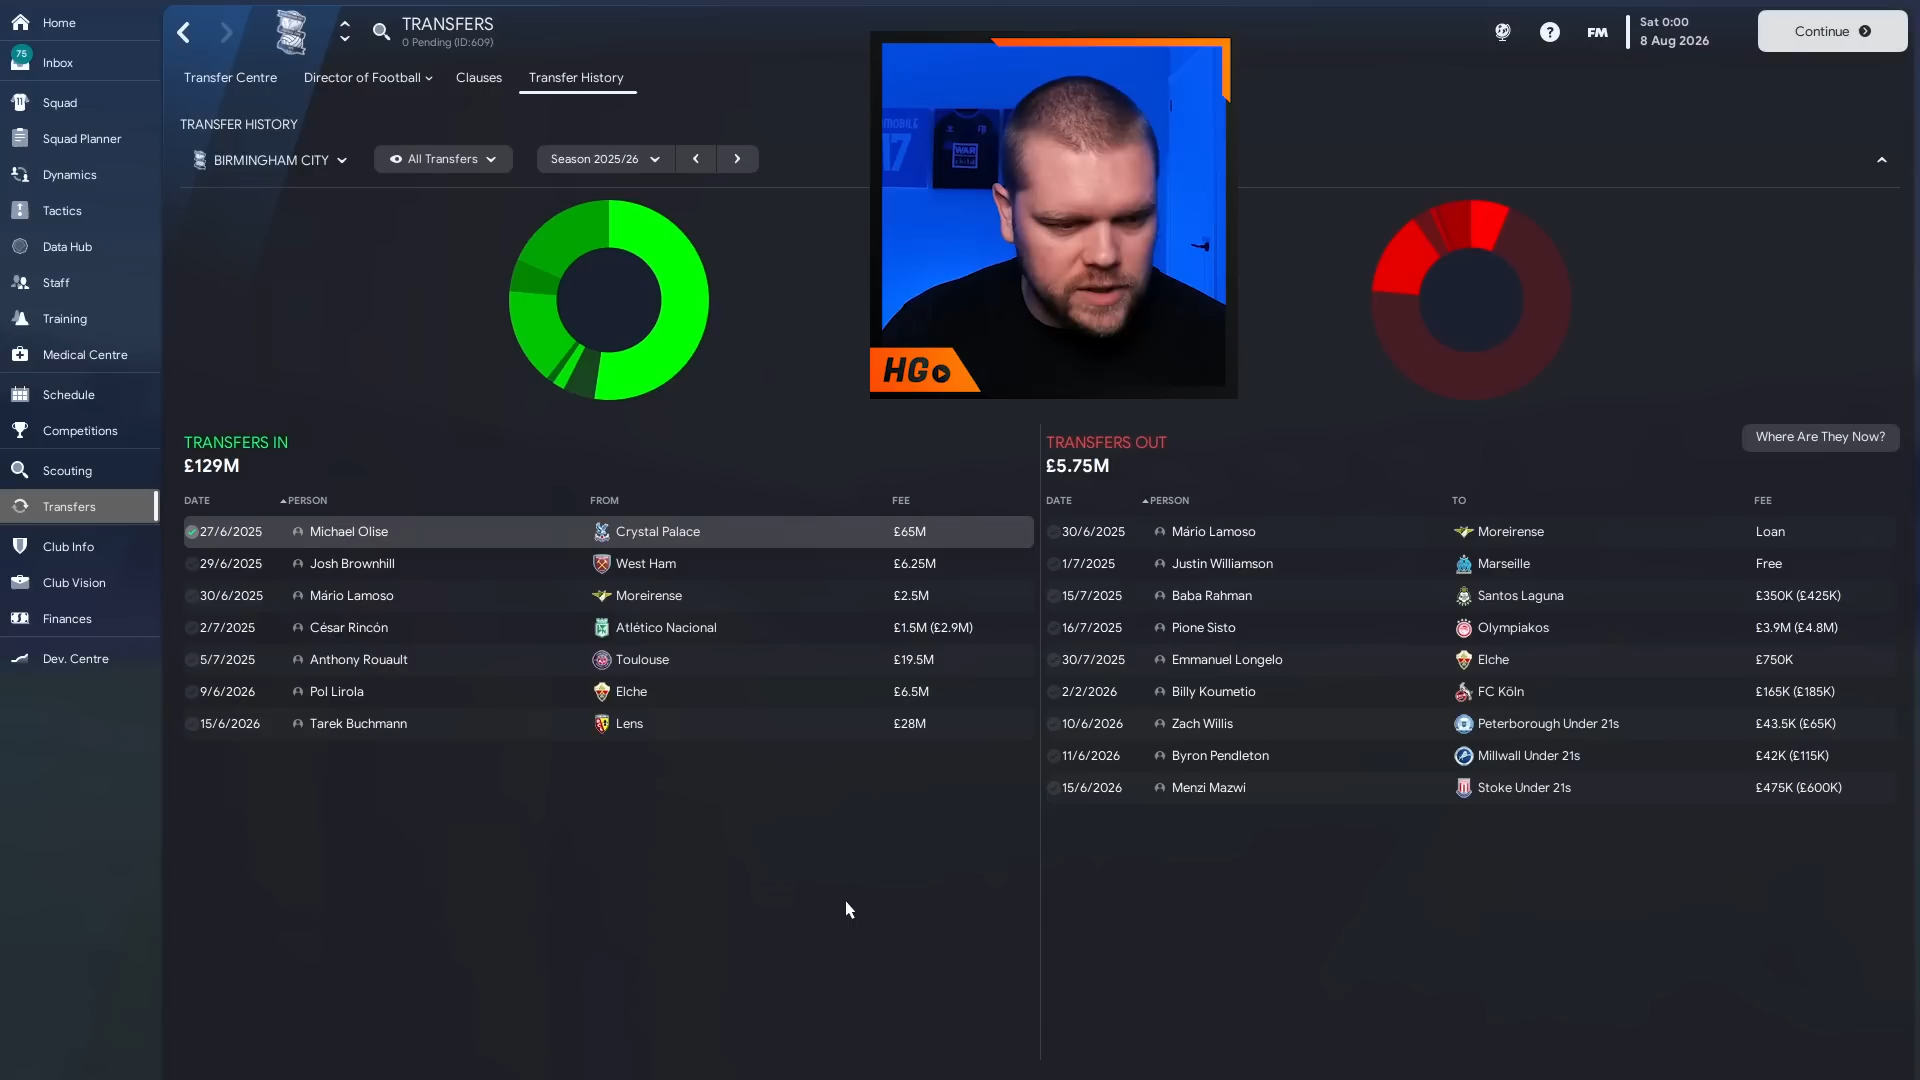 Home
75
Inbox
Squad
Squad Planner
Dynamics
Tactics
Data Hub
Staff
Training
Medical Centre
Schedule
Competitions
Scouting
Transfers
Club Info
Club Vision
Finances
Dev. Centre
TRANSFERS
0 Pending (ID:609)
FM
Sat 0:00
8 Aug 2026
Continue
Transfer Centre
Director of Football
Clauses
Transfer History
TRANSFER HISTORY
BIRMINGHAM CITY
All Transfers
Season 2025/26
MOBILE
17
WAR
child
HG
TRANSFERS IN
£129M
DATE PERSON FROM FEE
27/6/2025 Michael Olise Crystal Palace £65M
29/6/2025 Josh Brownhill West Ham £6.25M
30/6/2025 Mário Lamoso Moreirense £2.5M
2/7/2025 César Rincón Atlético Nacional £1.5M (£2.9M)
5/7/2025 Anthony Rouault Toulouse £19.5M
9/6/2026 Pol Lirola Elche £6.5M
15/6/2026 Tarek Buchmann Lens £28M
TRANSFERS OUT
£5.75M
Where Are They Now?
DATE PERSON TO FEE
30/6/2025 Mário Lamoso Moreirense Loan
1/7/2025 Justin Williamson Marseille Free
15/7/2025 Baba Rahman Santos Laguna £350K (£425K)
16/7/2025 Pione Sisto Olympiakos £3.9M (£4.8M)
30/7/2025 Emmanuel Longelo Elche £750K
2/2/2026 Billy Koumetio FC Köln £165K (£185K)
10/6/2026 Zach Willis Peterborough Under 21s £43.5K (£65K)
11/6/2026 Byron Pendleton Millwall Under 21s £42K (£115K)
15/6/2026 Menzi Mazwi Stoke Under 21s £475K (£600K)